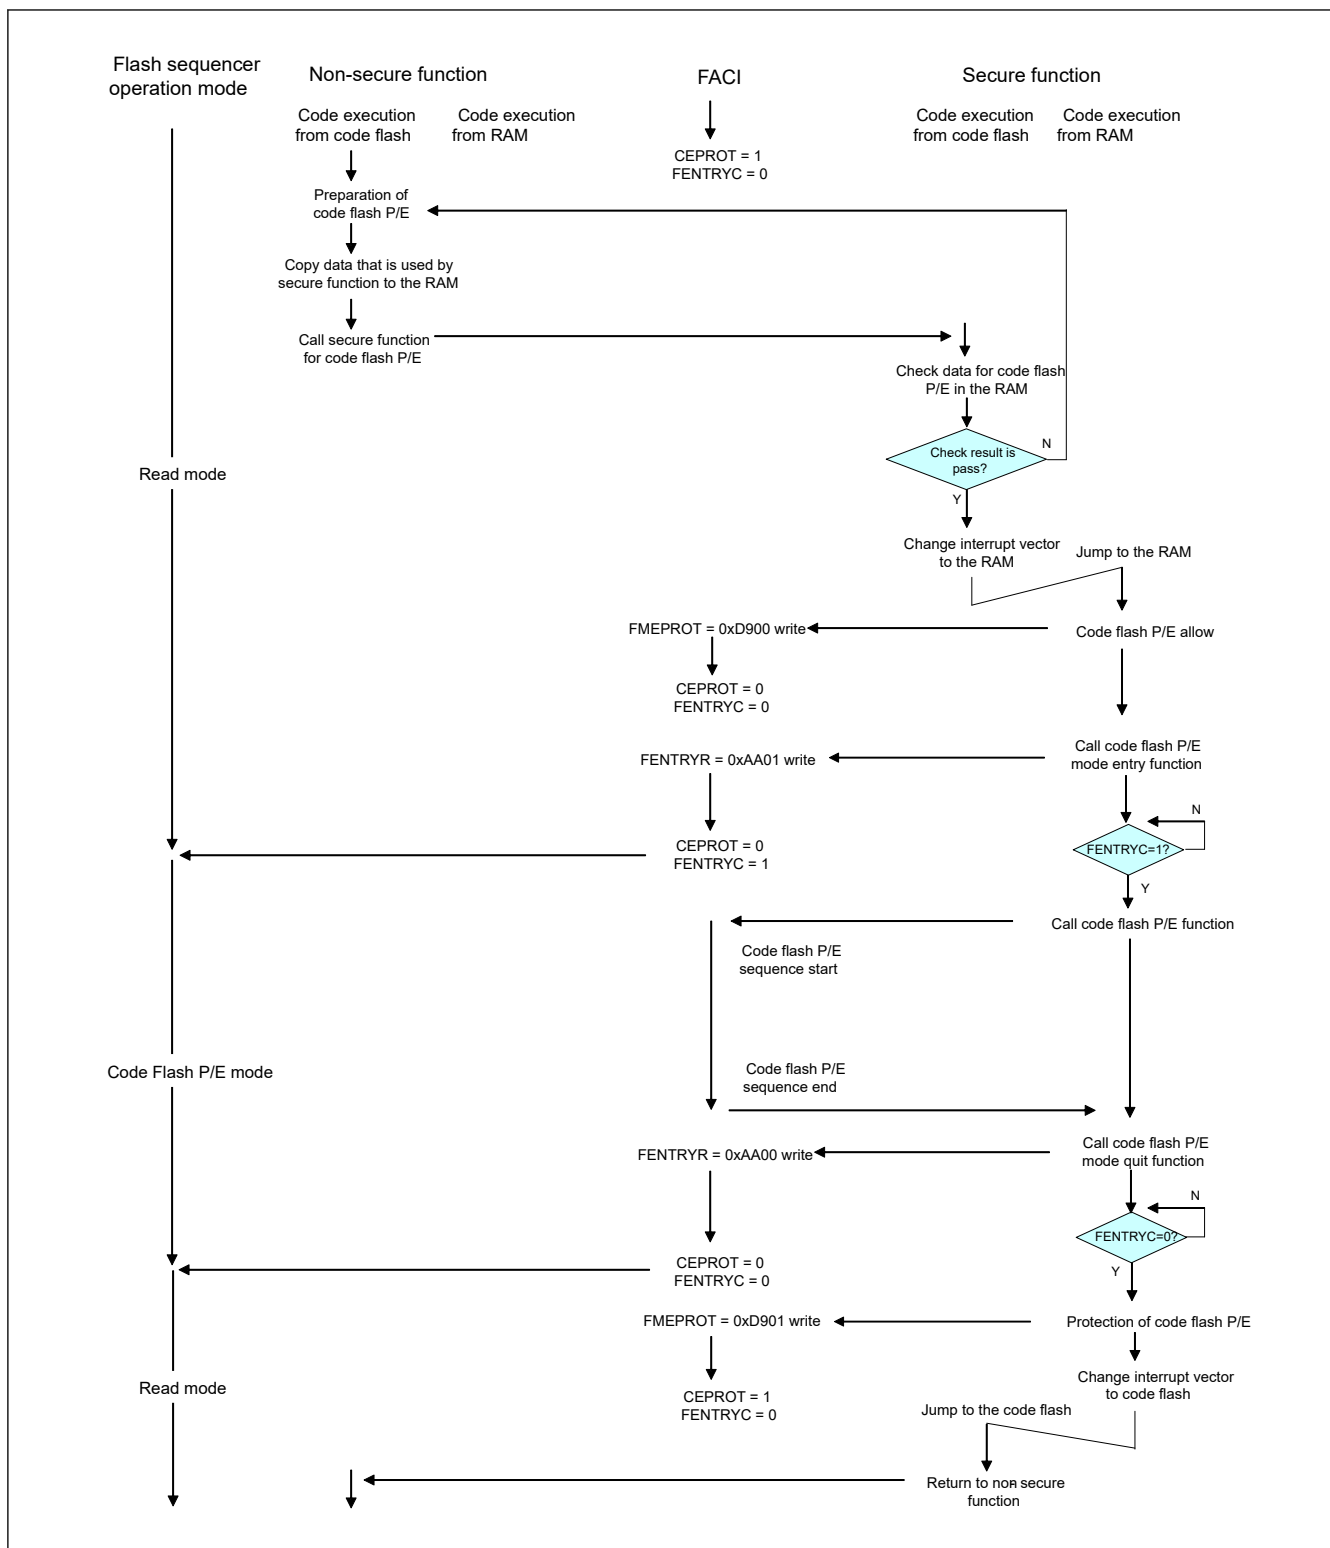 Flash sequencer
operation mode
Non-secure function
FACI
Secure function
Code execution
from code flash
Code execution
from RAM
Code execution
from code flash
Code execution
from RAM
CEPROT = 1
FENTRYC = 0
Preparation of
code flash P/E
Copy data that is used by
secure function to the RAM
Call secure function
for code flash P/E
Check data for code flash
P/E in the RAM
Check result is
pass?
N
Y
Read mode
Change interrupt vector
to the RAM
Jump to the RAM
FMEPROT = 0xD900 write
Code flash P/E allow
CEPROT = 0
FENTRYC = 0
Call code flash P/E
mode entry function
FENTRYR = 0xAA01 write
N
CEPROT = 0
FENTRYC = 1
FENTRYC=1?
Y
Call code flash P/E function
Code flash P/E
sequence start
Code Flash P/E mode
Code flash P/E
sequence end
Call code flash P/E
mode quit function
FENTRYR = 0xAA00 write
N
FENTRYC=0?
Y
CEPROT = 0
FENTRYC = 0
FMEPROT = 0xD901 write
Protection of code flash P/E
Read mode
Change interrupt vector
to code flash
CEPROT = 1
FENTRYC = 0
Jump to the code flash
Return to non-secure
function